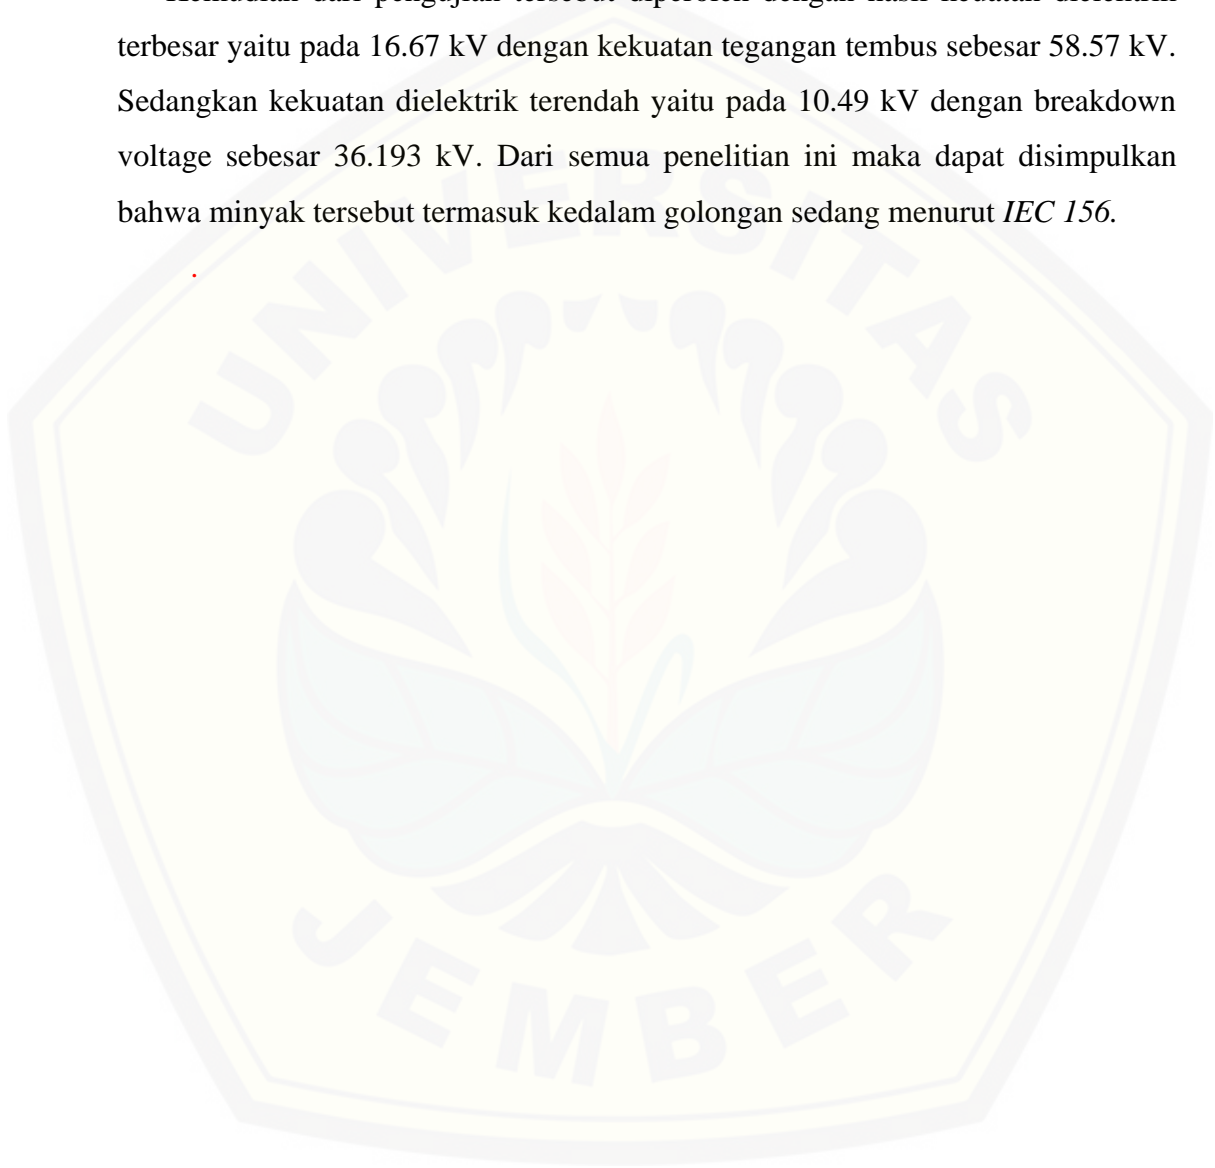 terbesar yaitu pada 16.67 kV dengan kekuatan tegangan tembus sebesar 58.57 kV.
Sedangkan kekuatan dielektrik terendah yaitu pada 10.49 kV dengan breakdown
voltage sebesar 36.193 kV. Dari semua penelitian ini maka dapat disimpulkan
bahwa minyak tersebut termasuk kedalam golongan sedang menurut IEC 156.
.
UNIVERSITAS
JEMBER